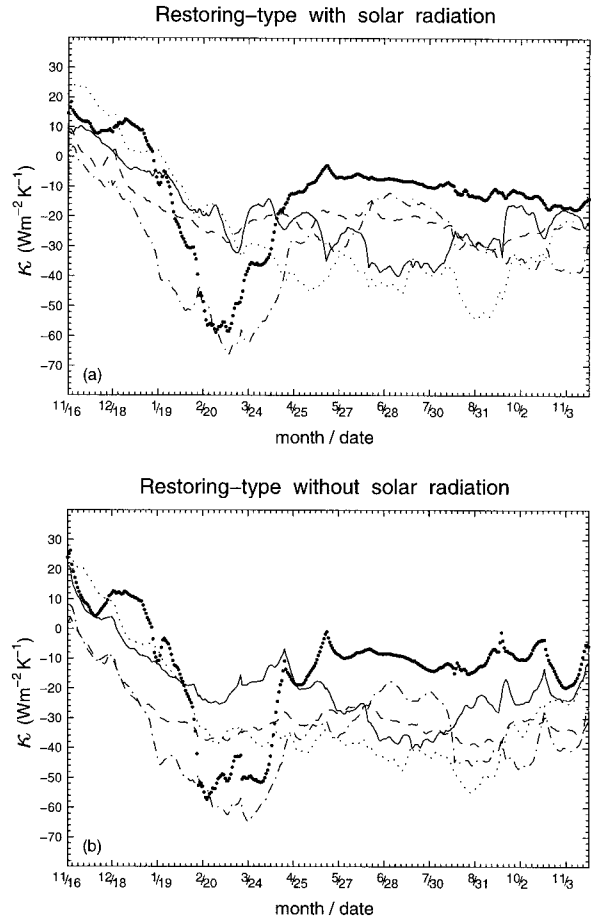 Restoring–type with solar radiation
40
30
20
10
0
−10
−20
−30
−40
−50
−60
−70
κ (Wm⁻² K⁻¹)
(a)
11/16 12/18 1/19 2/20 3/24 4/25 5/27 6/28 7/30 8/31 10/2 11/3
month / date
Restoring–type without solar radiation
40
30
20
10
0
−10
−20
−30
−40
−50
−60
−70
κ (Wm⁻² K⁻¹)
(b)
11/16 12/18 1/19 2/20 3/24 4/25 5/27 6/28 7/30 8/31 10/2 11/3
month / date